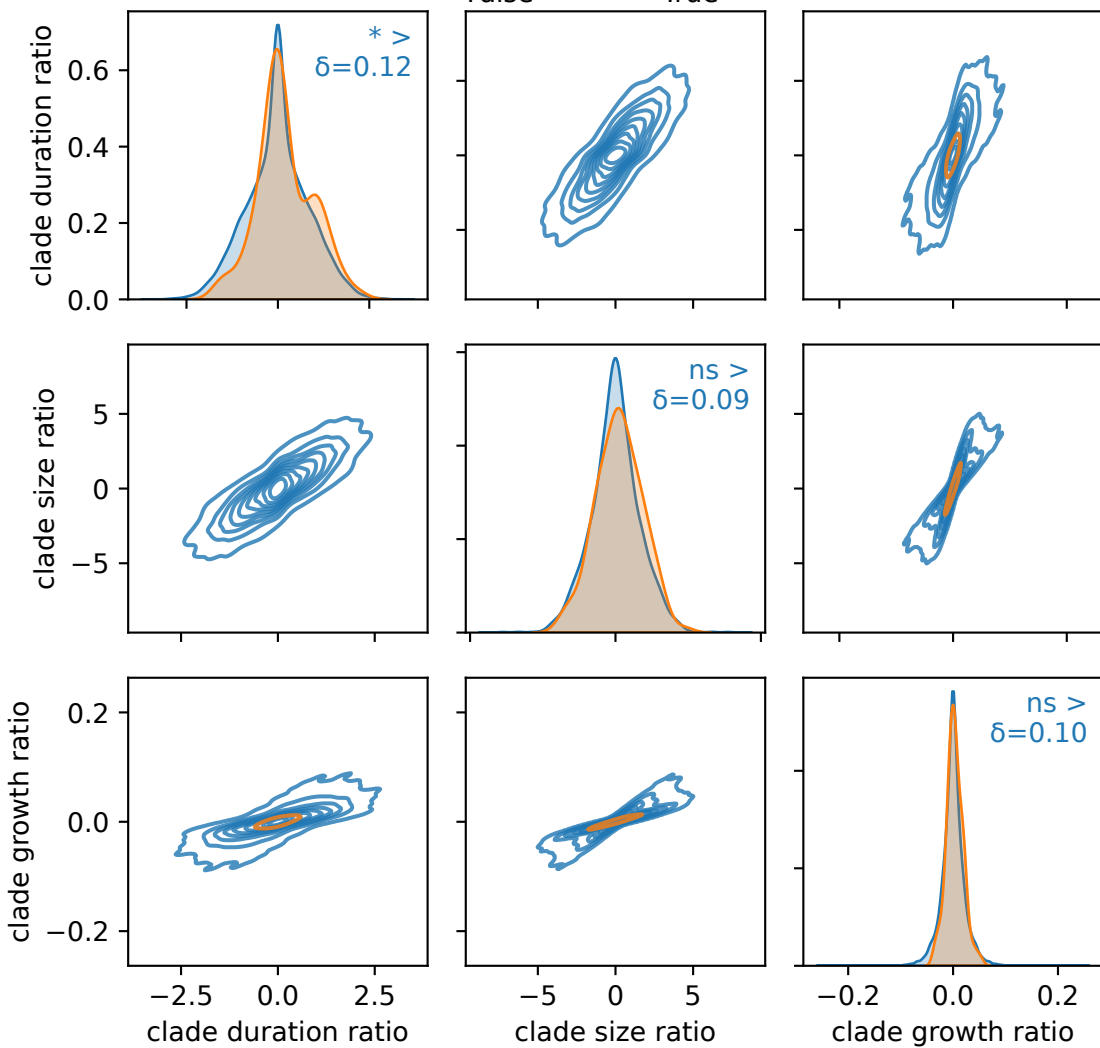 clade duration ratio
0.6
0.4
0.2
0.0
* >
δ=0.12
clade size ratio
5
0
−5
ns >
δ=0.09
clade growth ratio
0.2
0.0
−0.2
ns >
δ=0.10
−2.5 0.0 2.5
clade duration ratio
−5 0 5
clade size ratio
−0.2 0.0 0.2
clade growth ratio